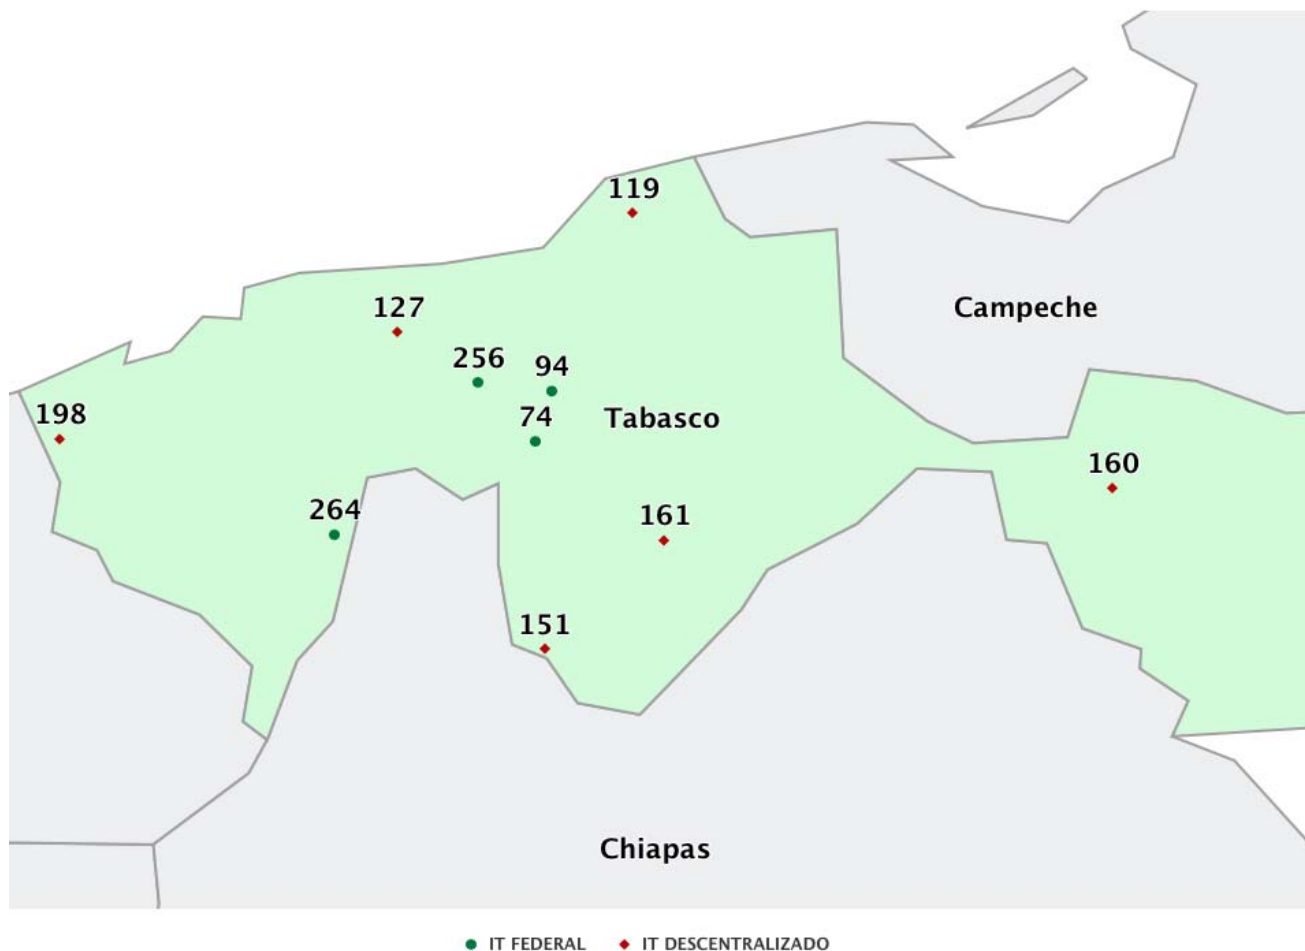 119
127
Campeche
256
94
198
74
Tabasco
160
264
161
151
Chiapas
IT FEDERAL
IT DESCENTRALIZADO